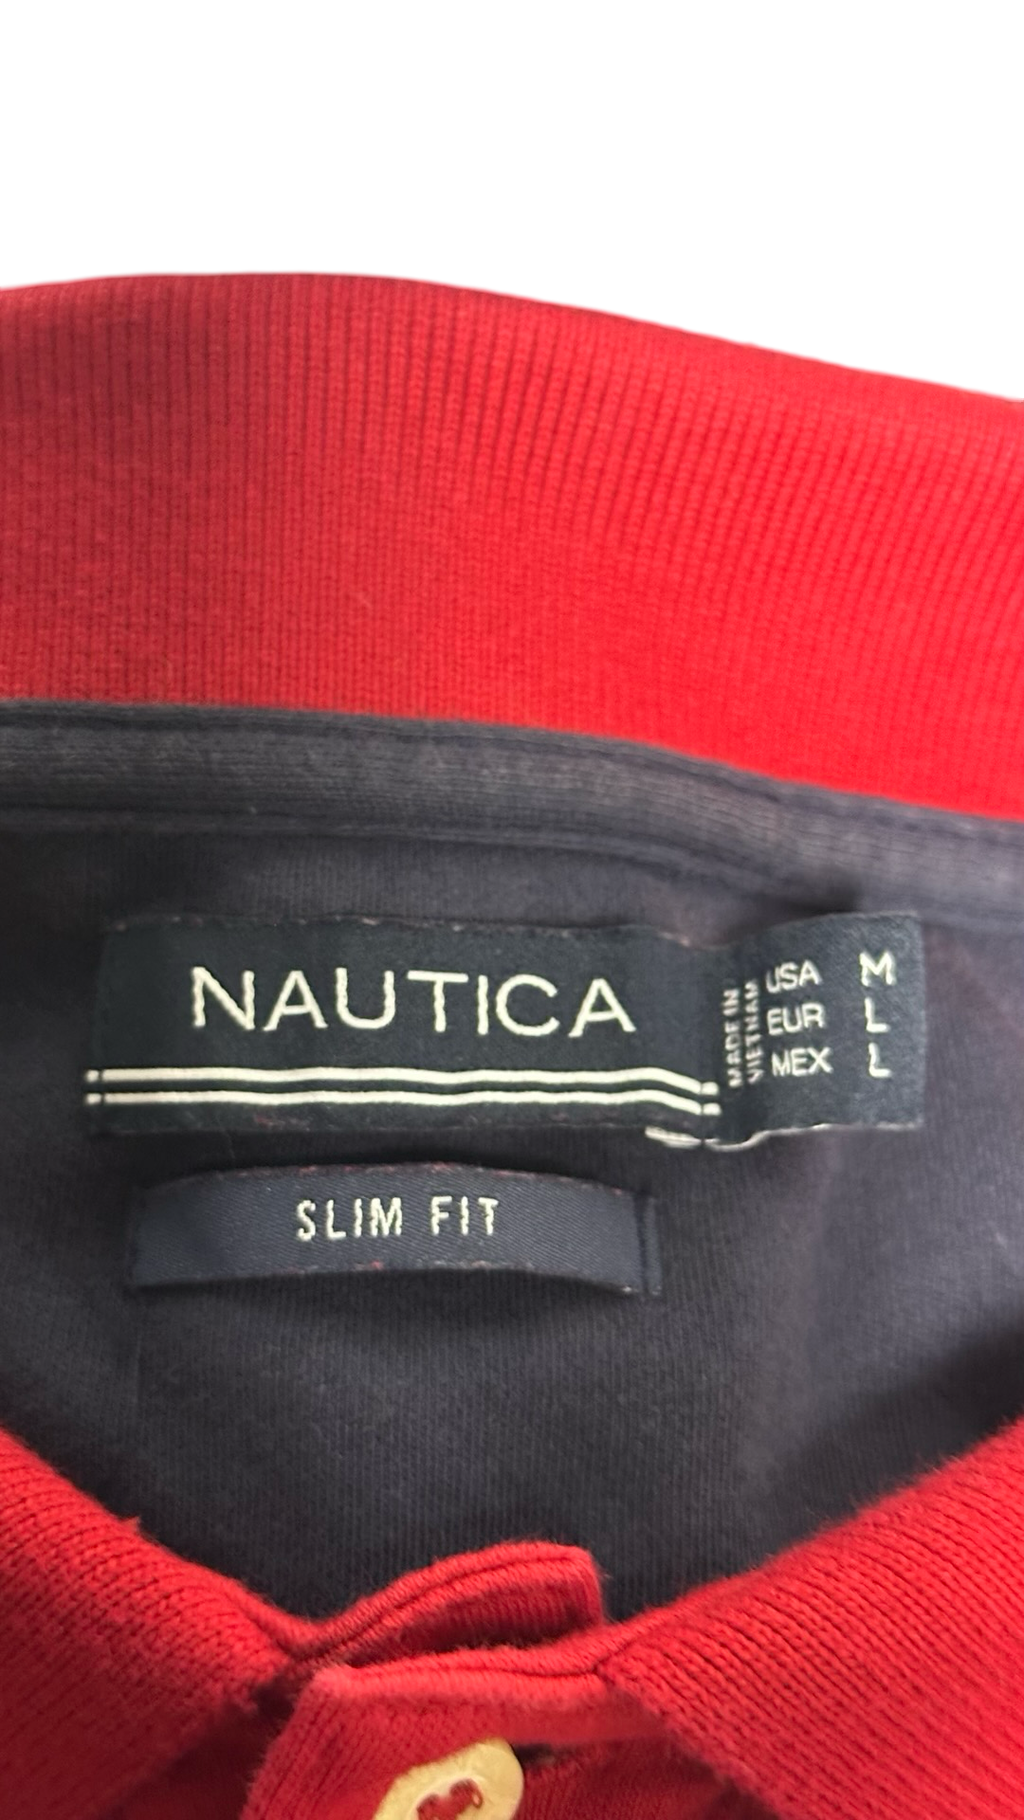 NAUTICA
MADE IN
VIETNAM
USA M
EUR L
MEX L
SLIM FIT